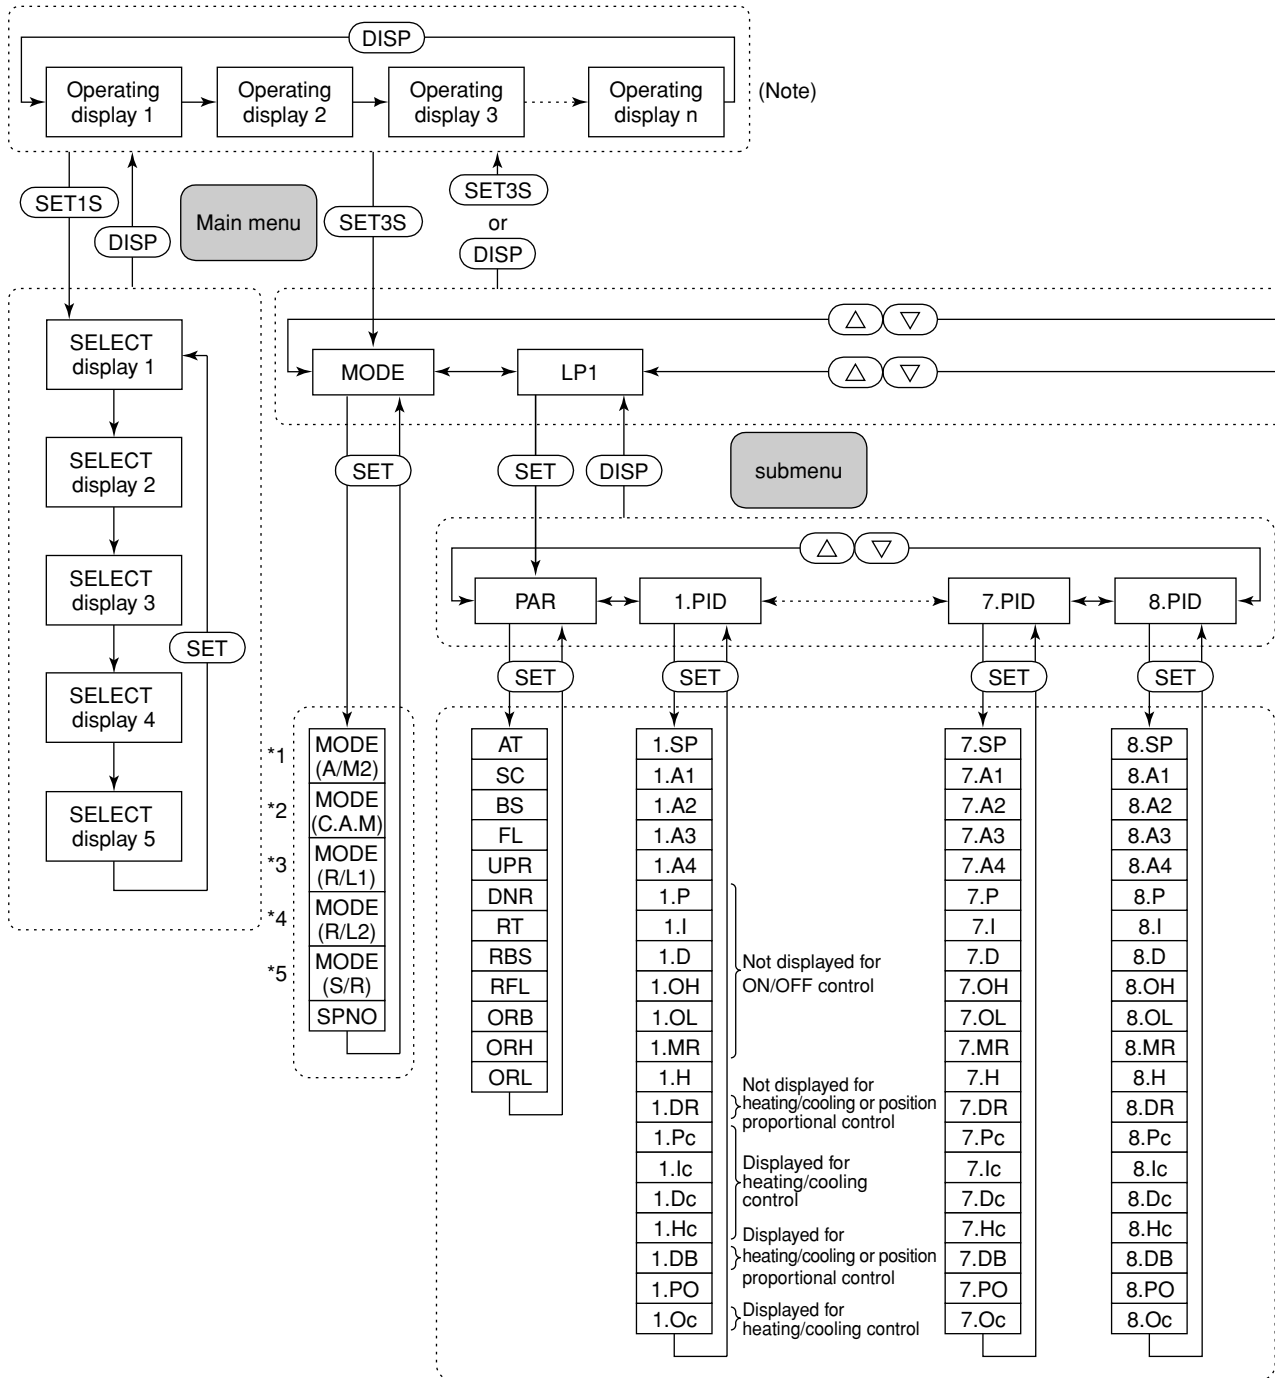 DISP
Operating
display 1
Operating
display 2
Operating
display 3
Operating
display n
(Note)
SET1S
DISP
Main menu
SET3S
SET3S
or
DISP
SELECT
display 1
SELECT
display 2
SELECT
display 3
SELECT
display 4
SELECT
display 5
SET
△ ▽
MODE
LP1
△ ▽
SET
SET
DISP
submenu
△ ▽
PAR
1.PID
7.PID
8.PID
SET
SET
SET
SET
*1
MODE
(A/M2)
*2
MODE
(C.A.M)
*3
MODE
(R/L1)
*4
MODE
(R/L2)
*5
MODE
(S/R)
SPNO
AT
SC
BS
FL
UPR
DNR
RT
RBS
RFL
ORB
ORH
ORL
1.SP
1.A1
1.A2
1.A3
1.A4
1.P
1.I
1.D
1.OH
1.OL
1.MR
1.H
1.DR
1.Pc
1.Ic
1.Dc
1.Hc
1.DB
1.PO
1.Oc
Not displayed for
ON/OFF control
Not displayed for
heating/cooling or position
proportional control
Displayed for
heating/cooling
control
Displayed for
heating/cooling or position
proportional control
Displayed for
heating/cooling control
7.SP
7.A1
7.A2
7.A3
7.A4
7.P
7.I
7.D
7.OH
7.OL
7.MR
7.H
7.DR
7.Pc
7.Ic
7.Dc
7.Hc
7.DB
7.PO
7.Oc
8.SP
8.A1
8.A2
8.A3
8.A4
8.P
8.I
8.D
8.OH
8.OL
8.MR
8.H
8.DR
8.Pc
8.Ic
8.Dc
8.Hc
8.DB
8.PO
8.Oc